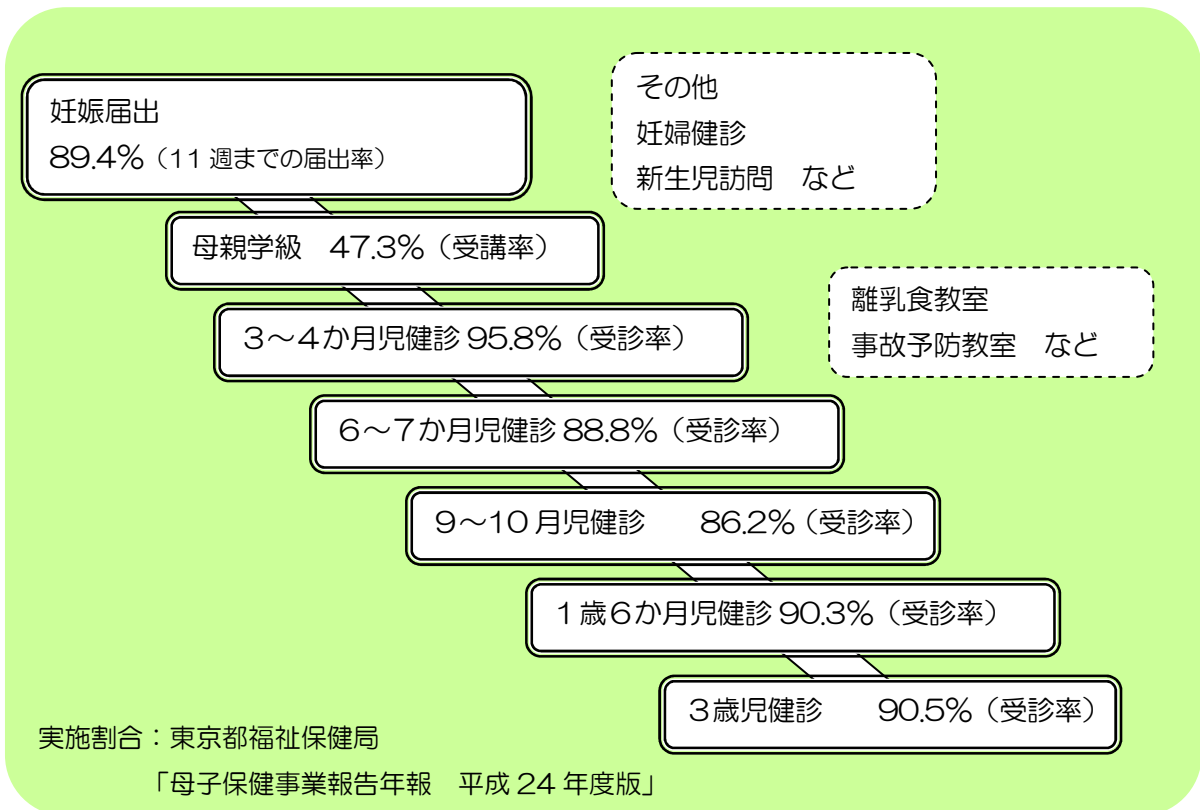 妊娠届出
89.4%（11週までの届出率）
その他
妊婦健診
新生児訪問　など
母親学級　47.3%（受講率）
離乳食教室
事故予防教室　など
３～４か月児健診 95.8%（受診率）
６～７か月児健診 88.8%（受診率）
９～10月児健診　　86.2%（受診率）
１歳６か月児健診 90.3%（受診率）
３歳児健診　　90.5%（受診率）
実施割合：東京都福祉保健局
「母子保健事業報告年報　平成24年度版」